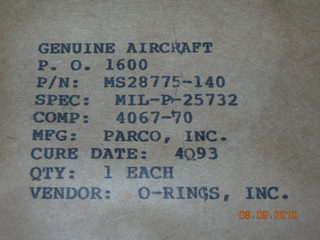 GENUINE AIRCRAFT
P. O. 1600
P/N: MS28775-140
SPEC: MIL-P-25732
COMP: 4067-70
MFG: PARCO, INC.
CURE DATE: 4Q93
QTY: 1 EACH
VENDOR: O-RINGS, INC.
08.09.2010